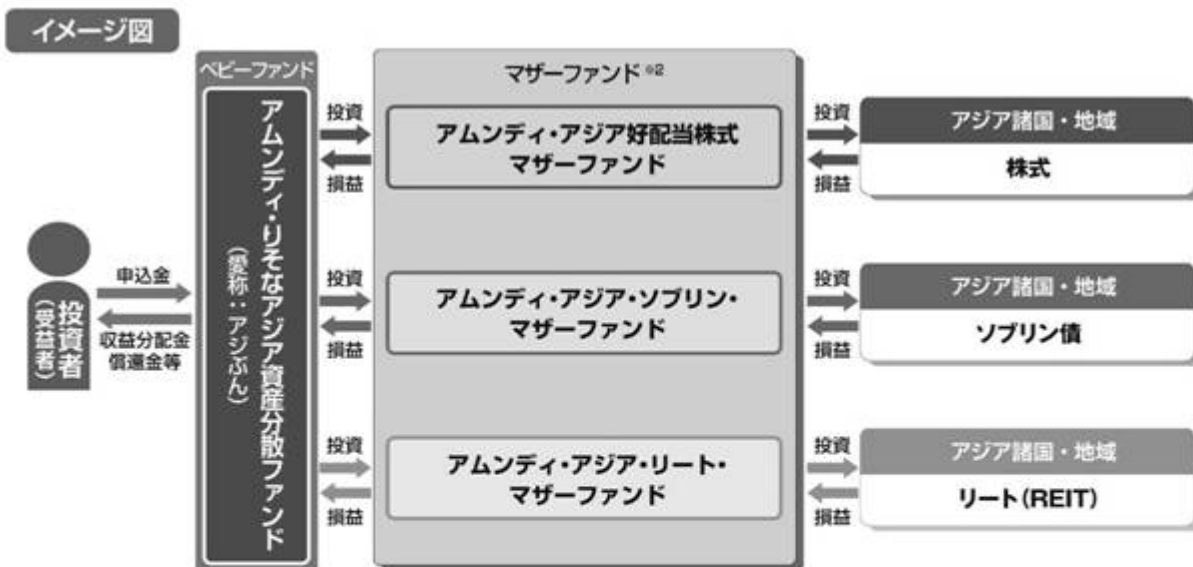 イメージ図
ベビーファンド
アムンディ・りそなアジア資産分散ファンド
(愛称：アジぶん)
マザーファンド※2
投資
損益
アムンディ・アジア好配当株式
マザーファンド
投資
損益
アジア諸国・地域
株式
投資者
(受益者)
申込金
収益分配金
償還金等
投資
損益
アムンディ・アジア・ソブリン・
マザーファンド
投資
損益
アジア諸国・地域
ソブリン債
投資
損益
アムンディ・アジア・リート・
マザーファンド
投資
損益
アジア諸国・地域
リート(REIT)